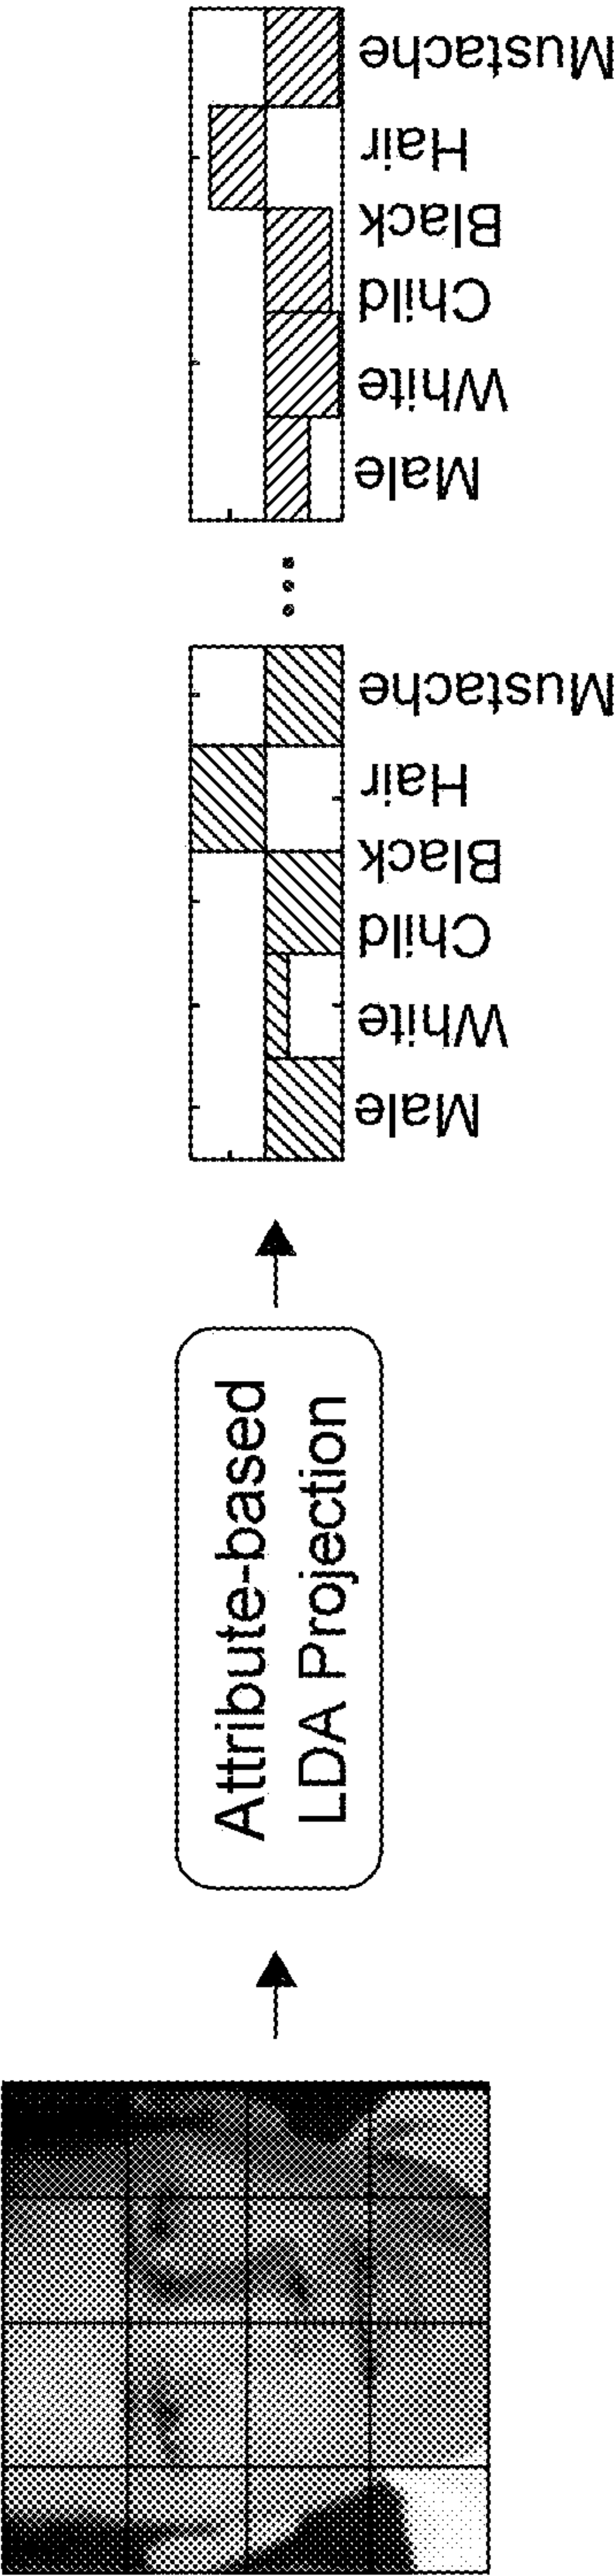 Attribute-based
LDA Projection
Male
White
Child
Black
Hair
Mustache
Male
White
Child
Black
Hair
Mustache